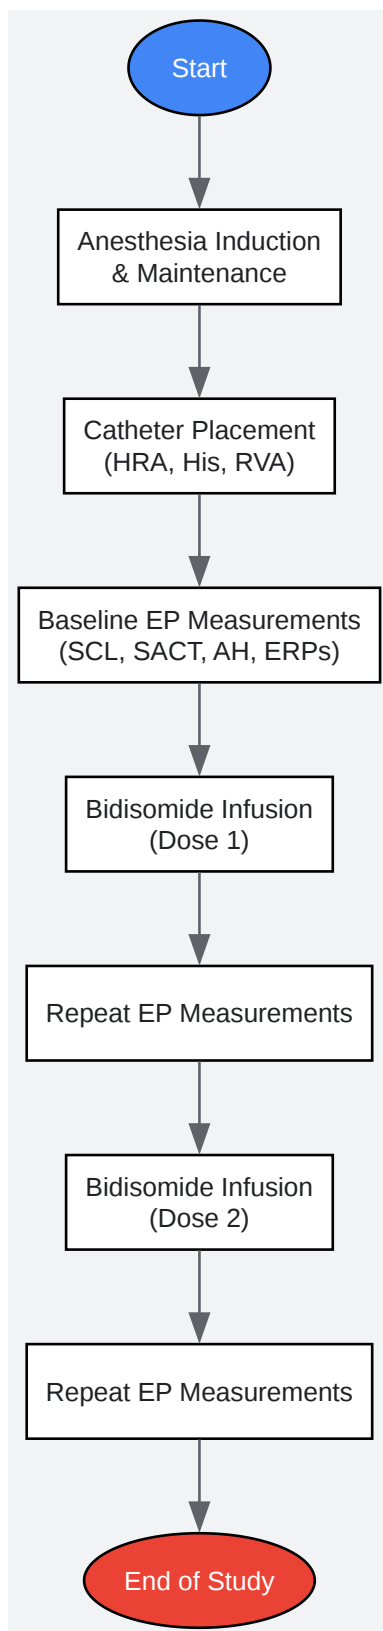 Start
Anesthesia Induction
& Maintenance
Catheter Placement
(HRA, His, RVA)
Baseline EP Measurements
(SCL, SACT, AH, ERPs)
Bidisomide Infusion
(Dose 1)
Repeat EP Measurements
Bidisomide Infusion
(Dose 2)
Repeat EP Measurements
End of Study